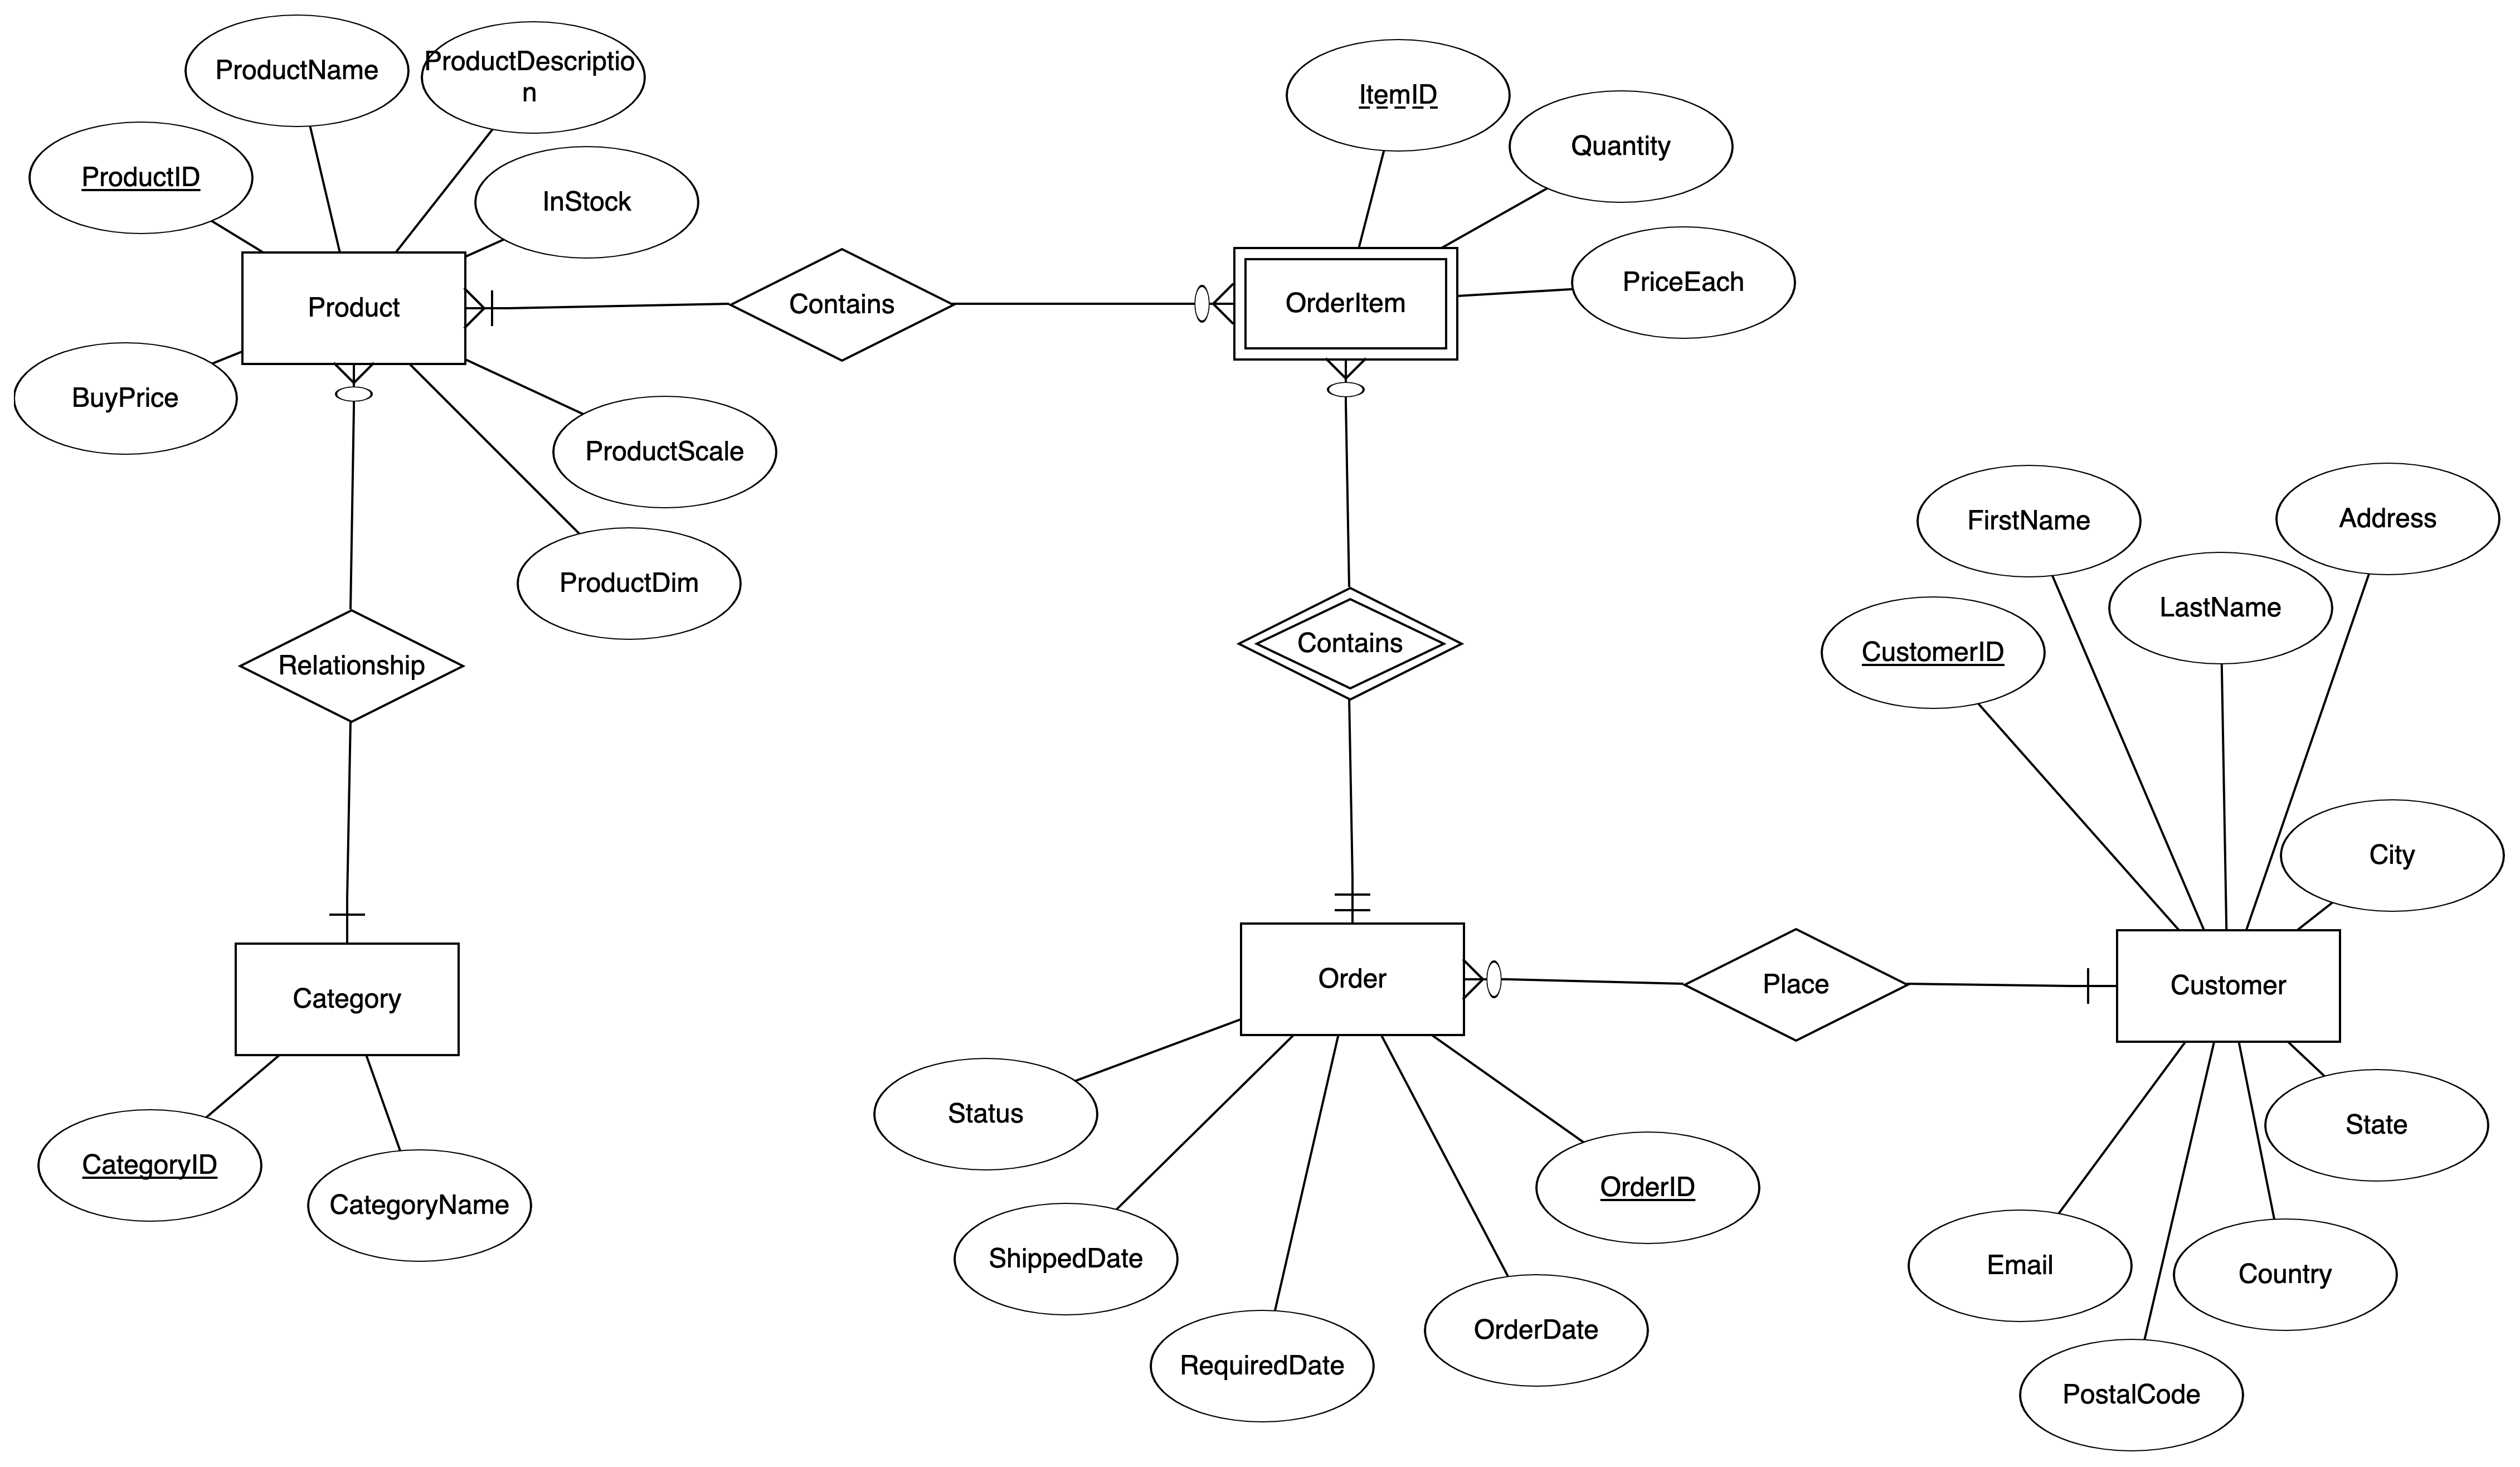 ProductName
ProductDescriptio
n
ProductID
InStock
Product
BuyPrice
ProductScale
ProductDim
Contains
ItemID
Quantity
PriceEach
OrderItem
Relationship
Contains
FirstName
Address
LastName
CustomerID
City
Category
Order
Place
Customer
CategoryID
CategoryName
Status
ShippedDate
RequiredDate
OrderDate
OrderID
State
Email
Country
PostalCode